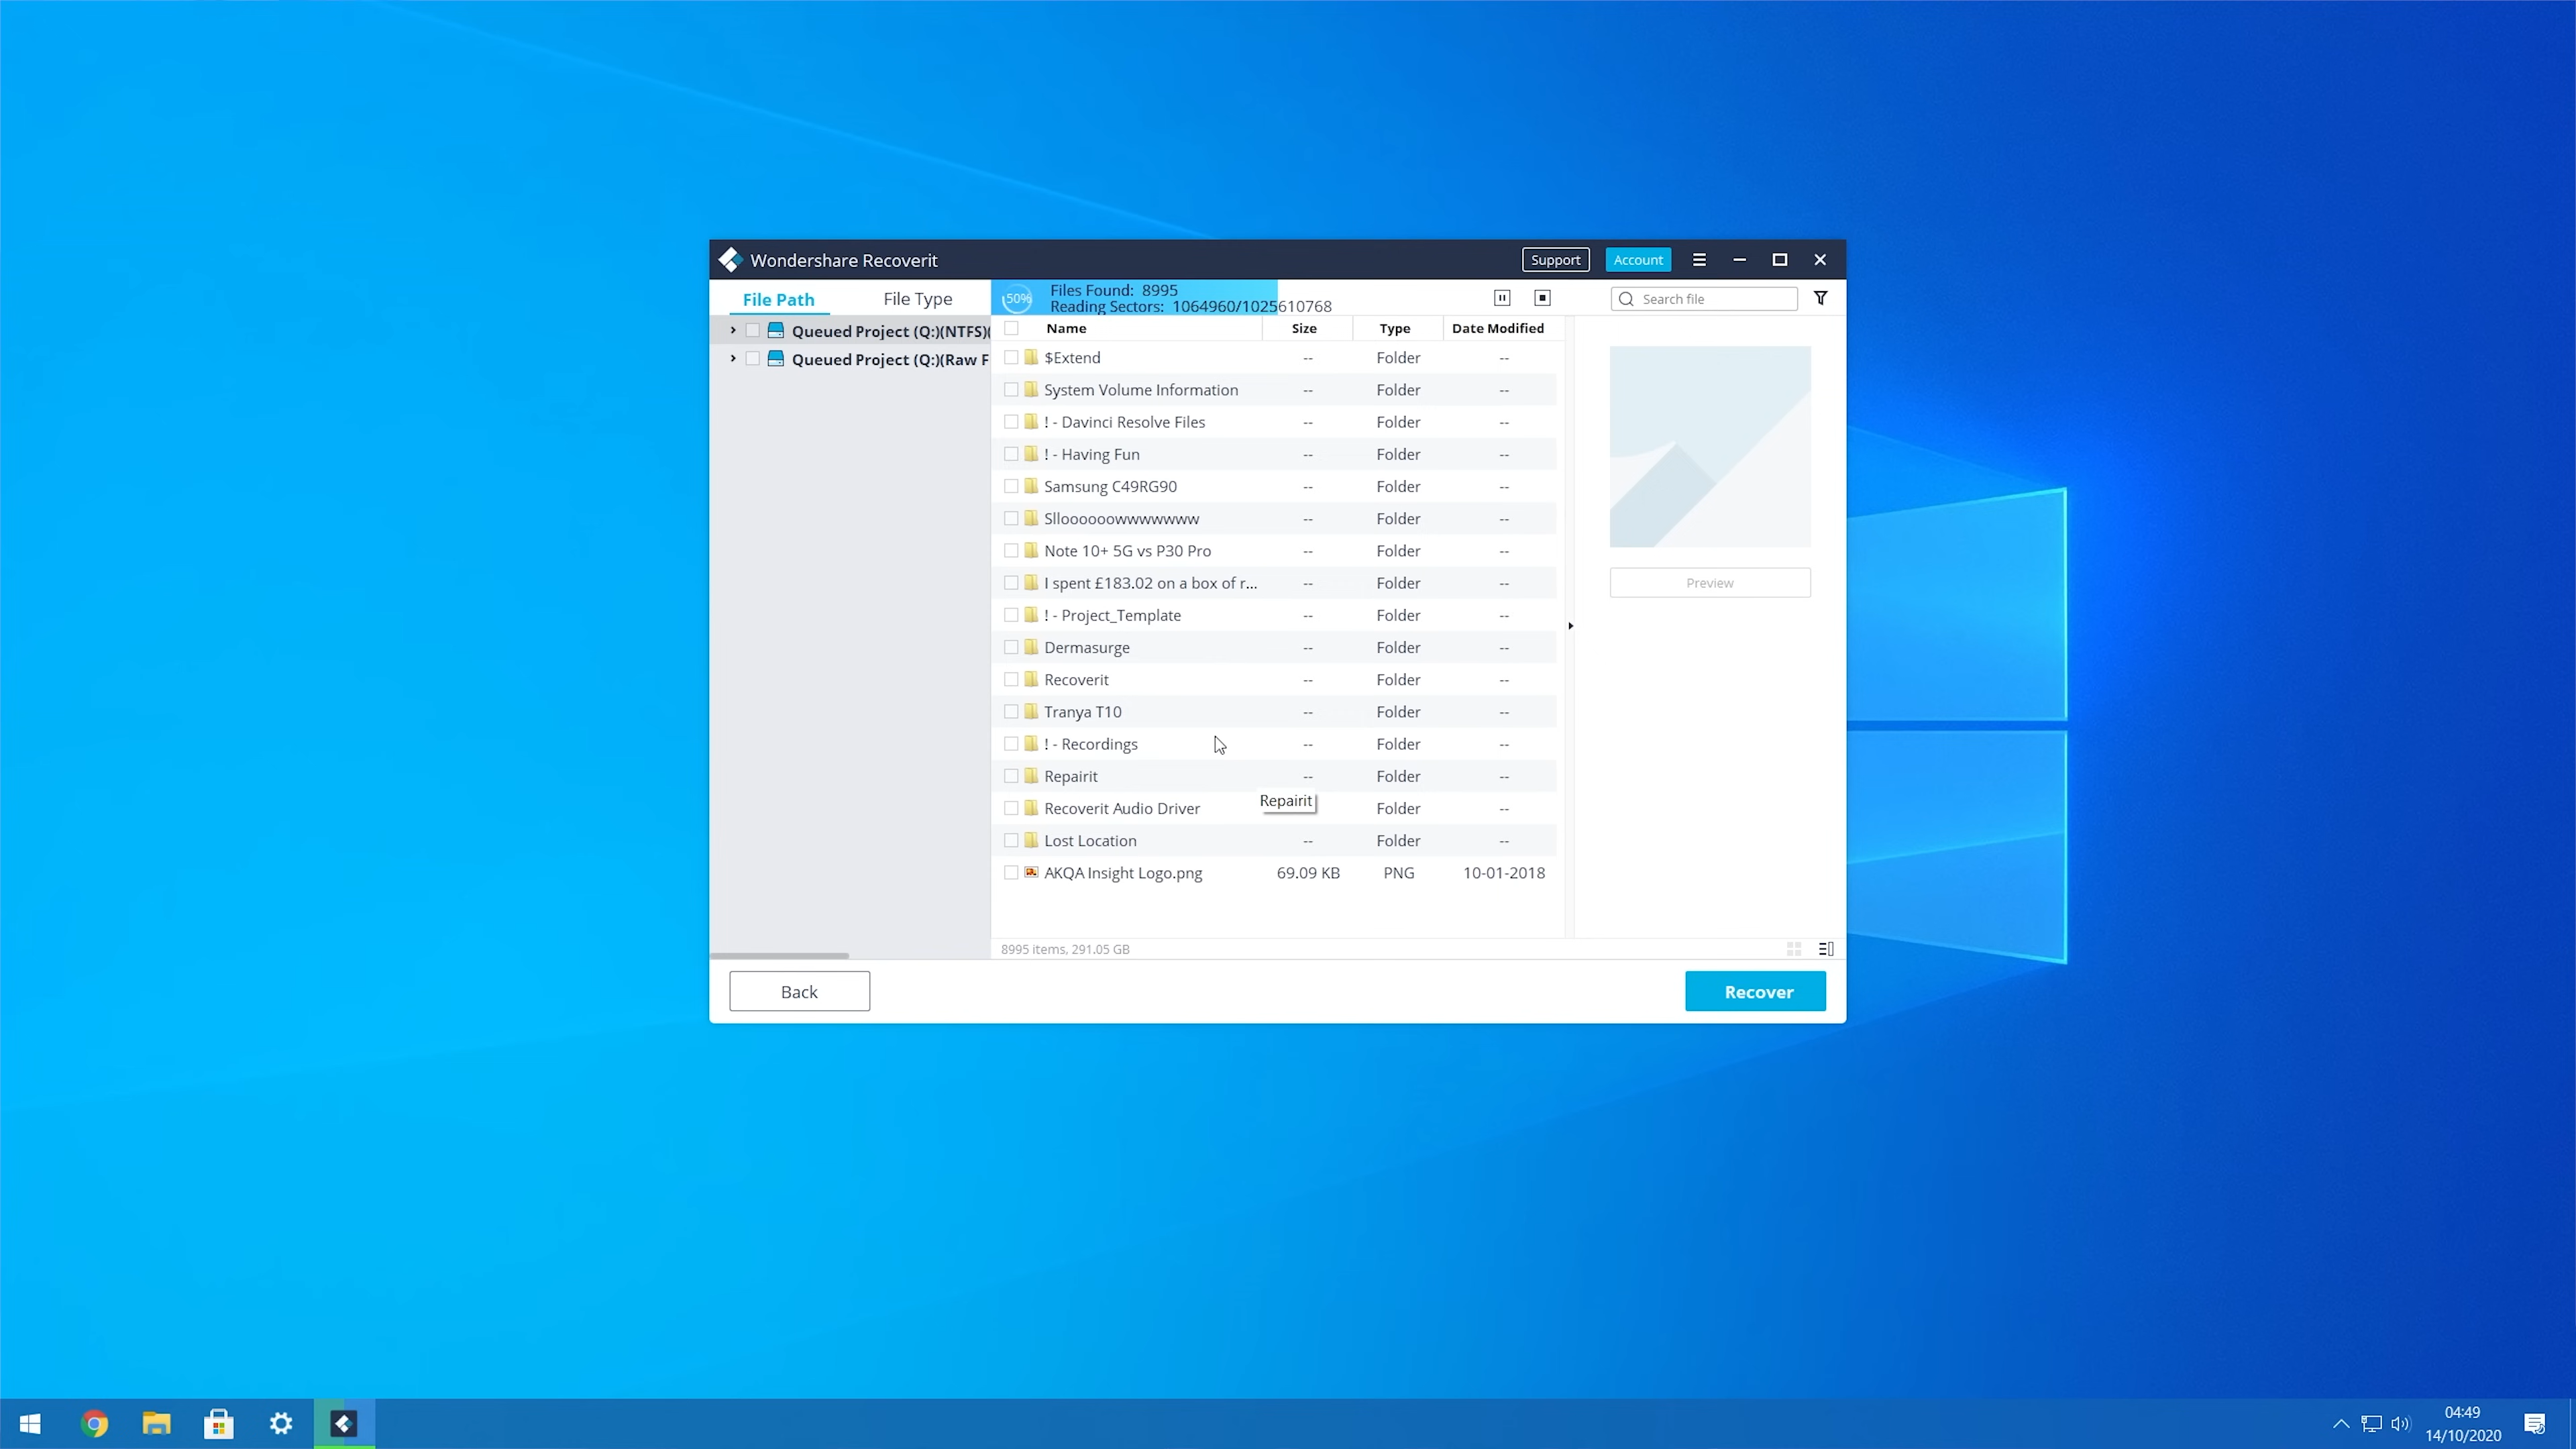 Wondershare Recoverit
Support
Account
File Path
File Type
50%
Files Found: 8995
Reading Sectors: 1064960/1025610768
Search file
Queued Project (Q:)(NTFS)(
Queued Project (Q:)(Raw F
Name Size Type Date Modified
$Extend -- Folder --
System Volume Information -- Folder --
! - Davinci Resolve Files -- Folder --
! - Having Fun -- Folder --
Samsung C49RG90 -- Folder --
Slloooooowwwwwww -- Folder --
Note 10+ 5G vs P30 Pro -- Folder --
I spent £183.02 on a box of r... -- Folder --
! - Project_Template -- Folder --
Dermasurge -- Folder --
Recoverit -- Folder --
Tranya T10 -- Folder --
! - Recordings -- Folder --
Repairit -- Folder --
Repairit
Recoverit Audio Driver Folder --
Lost Location -- Folder --
AKQA Insight Logo.png 69.09 KB PNG 10-01-2018
Preview
8995 items, 291.05 GB
Back
Recover
04:49
14/10/2020